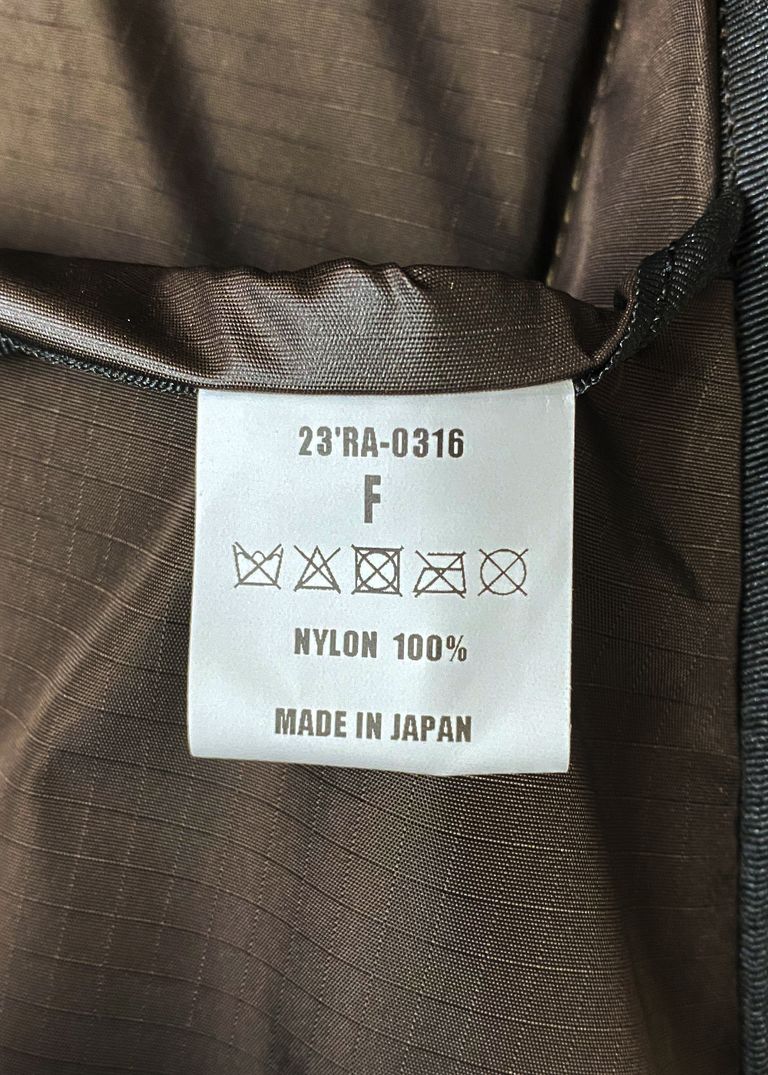 23'RA-0316
F
NYLON 100%
MADE IN JAPAN